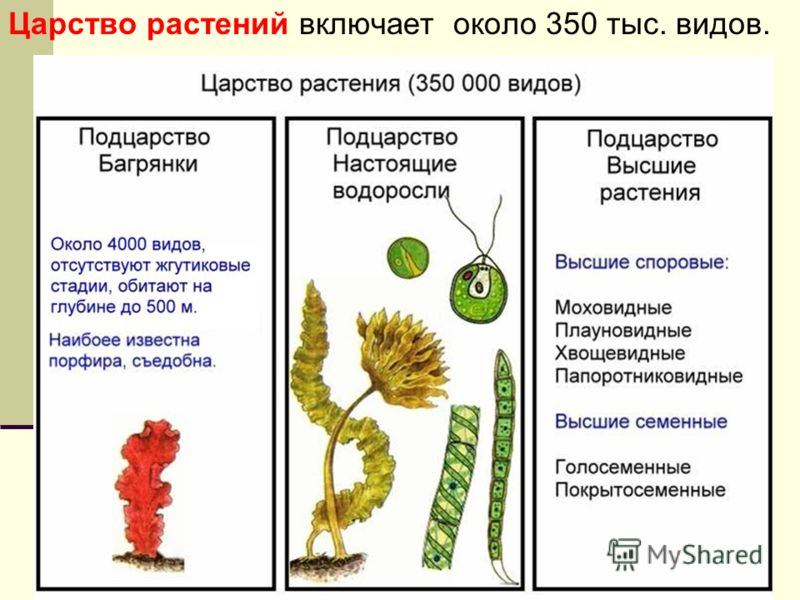 Царство растений включает около 350 тыс. видов.
Царство растения (350 000 видов)
Подцарство
Багрянки
Около 4000 видов,
отсутствуют жгутиковые
стадии, обитают на
глубине до 500 м.
Наибоее известна
порфира, съедобна.
Подцарство
Настоящие
водоросли
Подцарство
Высшие
растения
Высшие споровые:
Моховидные
Плауновидные
Хвощевидные
Папоротниковидные
Высшие семенные
Голосеменные
Покрытосеменные
MyShared